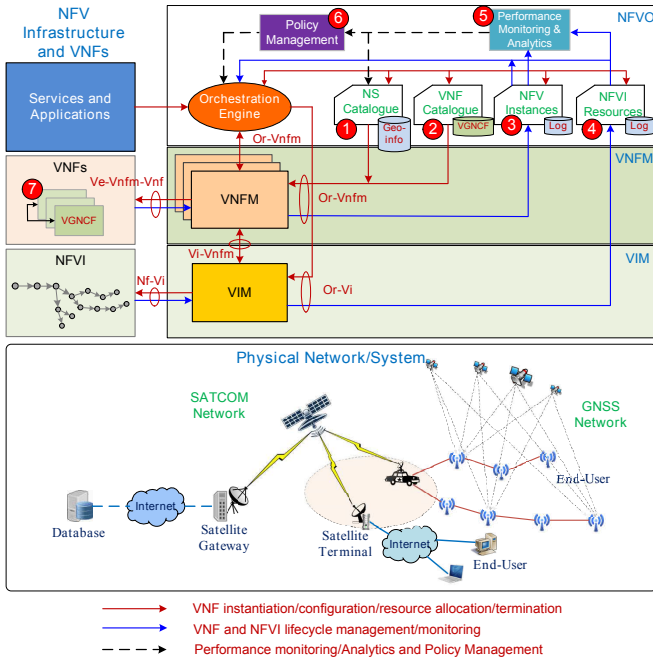 NFV
Infrastructure
and VNFs
NFVO
6
Policy
Management
5
Performance
Monitoring &
Analytics
Services and
Applications
Orchestration
Engine
NS
Catalogue
VNF
Catalogue
NFV
Instances
NFVI
Resources
1
Geo-
info
2
VGNCF
3
Log
4
Log
Or-Vnfm
VNFM
VNFs
7
VGNCF
Ve-Vnfm-Vnf
VNFM
Or-Vnfm
Vi-Vnfm
VIM
NFVI
Nf-Vi
VIM
Or-Vi
Physical Network/System
SATCOM
Network
GNSS
Network
End-User
Internet
Database
Satellite
Gateway
Satellite
Terminal
Internet
End-User
VNF instantiation/configuration/resource allocation/termination
VNF and NFVI lifecycle management/monitoring
Performance monitoring/Analytics and Policy Management